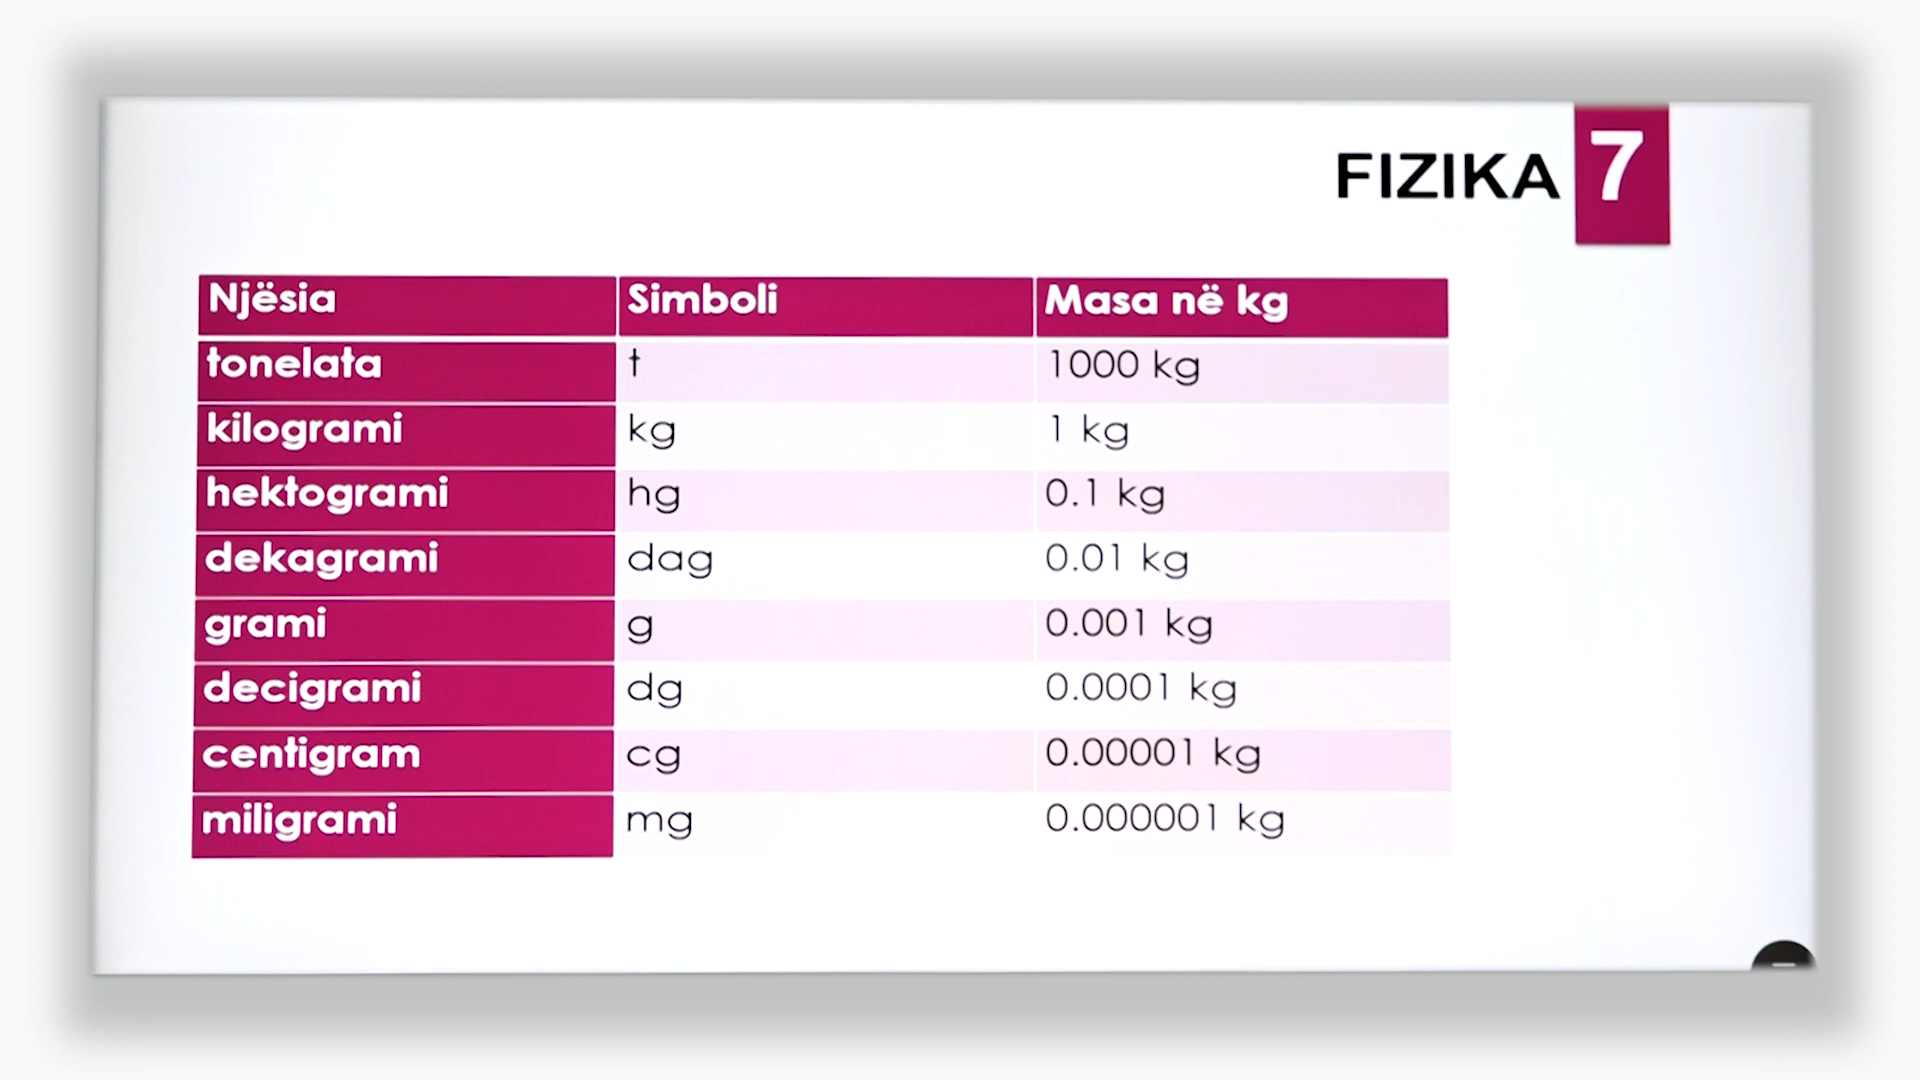 FIZIKA 7
Njësia Simboli Masa në kg
tonelata t 1000 kg
kilogrami kg 1 kg
hektogrami hg 0.1 kg
dekagrami dag 0.01 kg
grami g 0.001 kg
decigrami dg 0.0001 kg
centigram cg 0.00001 kg
miligrami mg 0.000001 kg